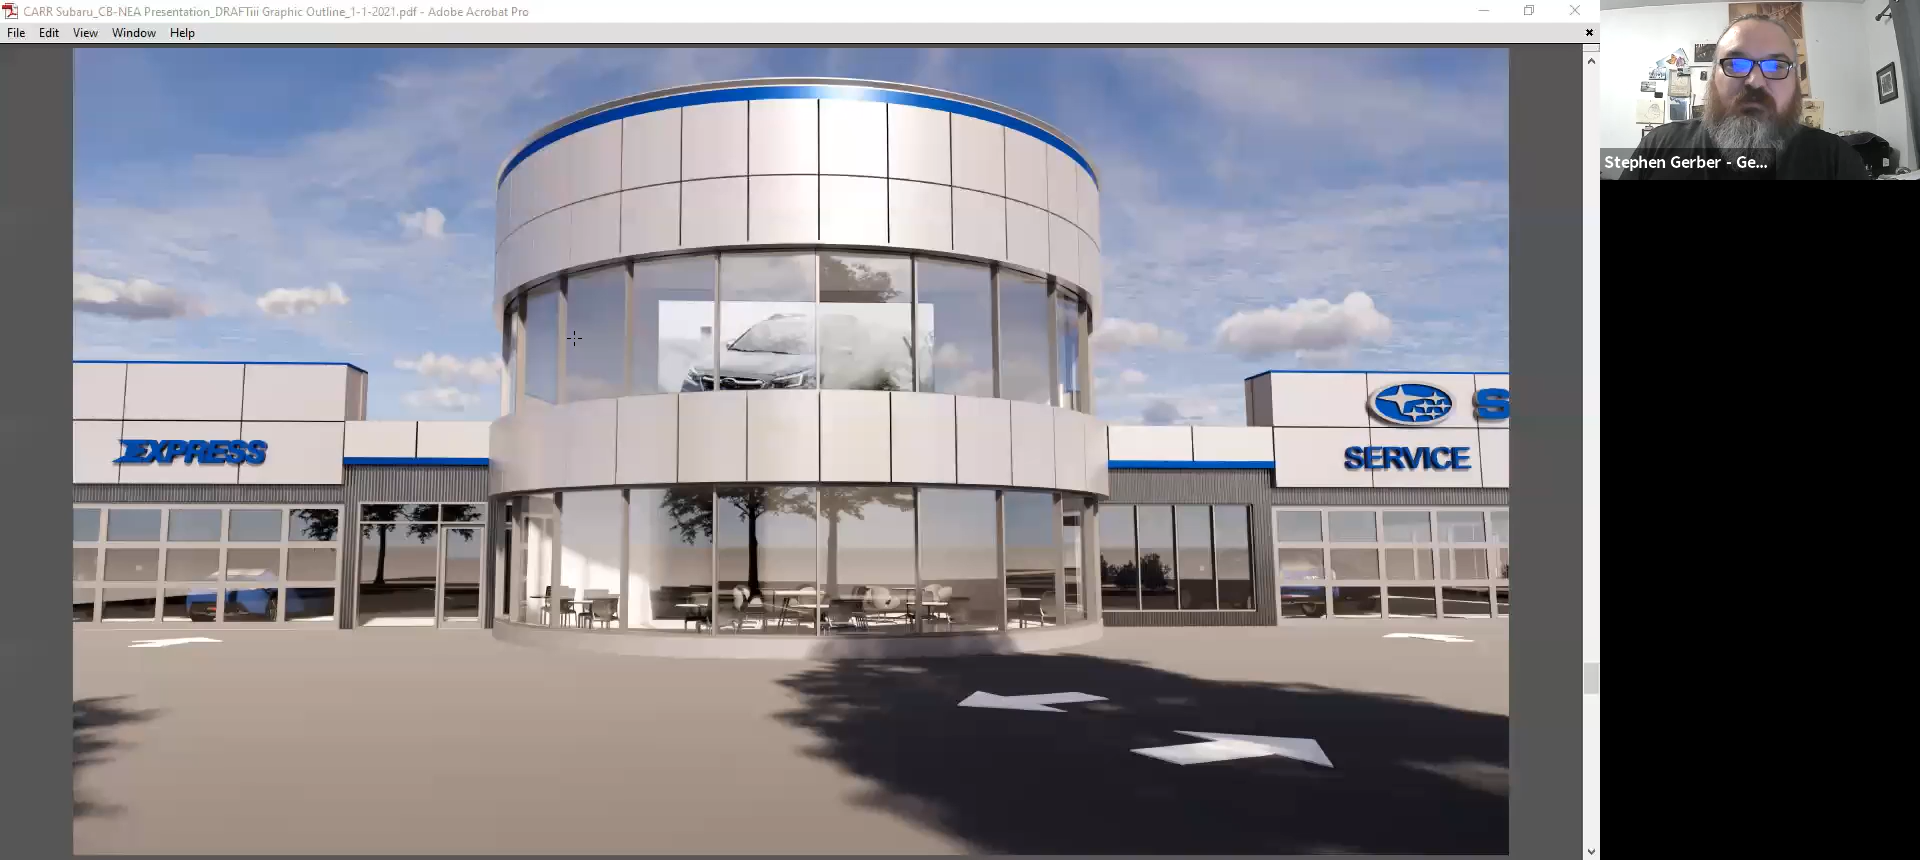 CARR Subaru_CB-NEA Presentation_DRAFTiii Graphic Outline_1-1-2021.pdf - Adobe Acrobat Pro
File Edit View Window Help
Stephen Gerber - Ge...
S
EXPRESS
SERVICE